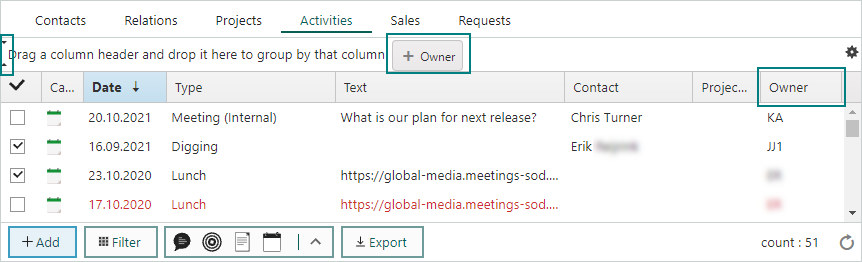 Contacts Relations Projects Activities Sales Requests
Drag a column header and drop it here to group by that column + Owner
Ca... Date ↓ Type Text Contact Projec... Owner
20.10.2021 Meeting (Internal) What is our plan for next release? Chris Turner KA
16.09.2021 Digging Erik JJ1
23.10.2020 Lunch https://global-media.meetings-sod....
17.10.2020 Lunch https://global-media.meetings-sod....
+ Add Filter Export count : 51